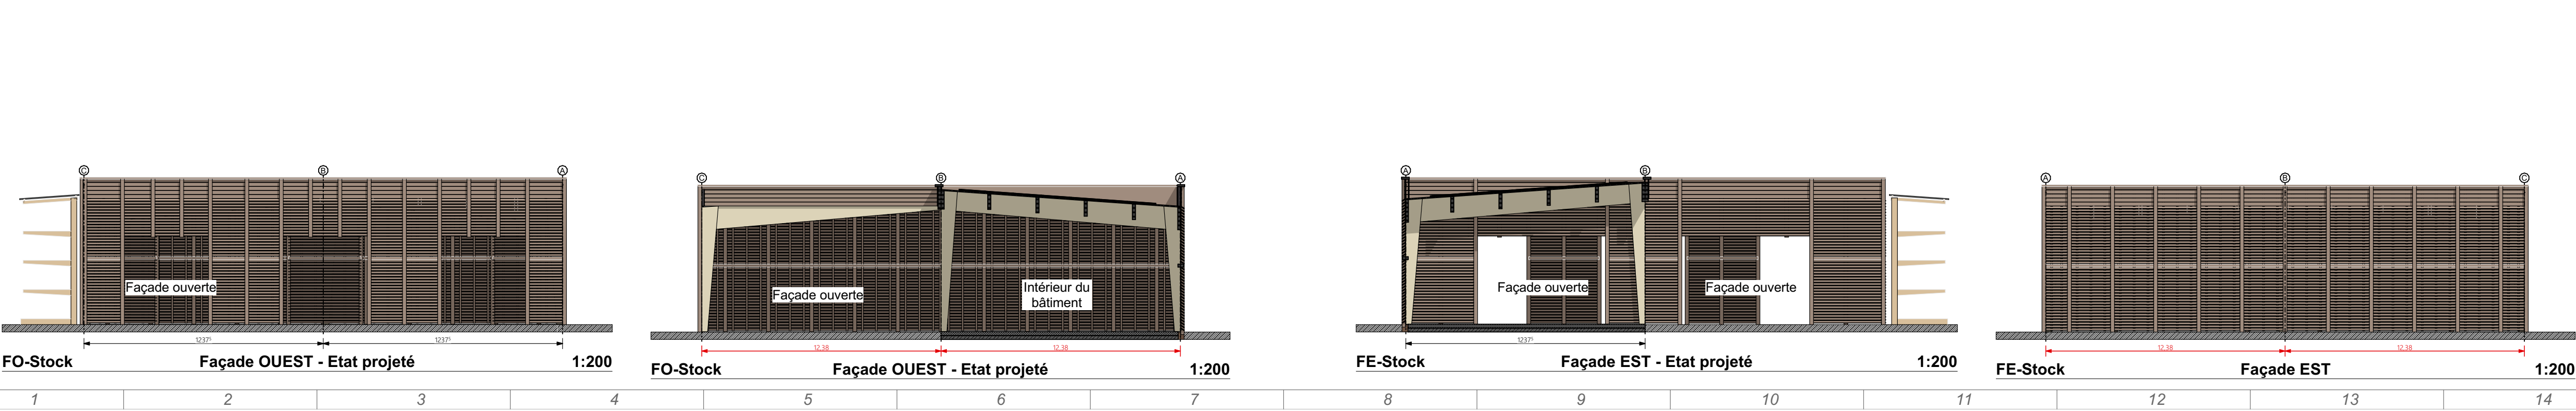 C B A
Façade ouverte
1237⁵ 1237⁵
FO-Stock Façade OUEST - Etat projeté 1:200
C B A
Façade ouverte
Intérieur du
bâtiment
12.38 12.38
FO-Stock Façade OUEST - Etat projeté 1:200
A B
Façade ouverte Façade ouverte
1237⁵
FE-Stock Façade EST - Etat projeté 1:200
A B C
12.38 12.38
FE-Stock Façade EST 1:200
1 2 3 4 5 6 7 8 9 10 11 12 13 14